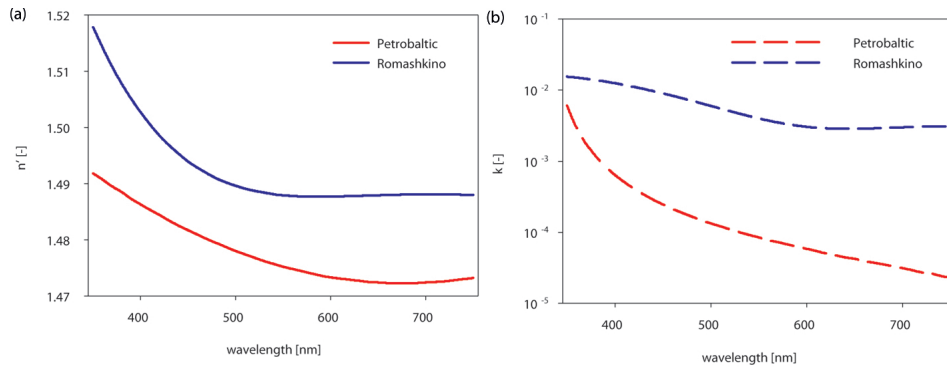 (a)
1.52
1.51
1.50
1.49
1.48
1.47
n' [-]
400
500
600
700
wavelength [nm]
Petrobaltic
Romashkino
(b)
10⁻¹
10⁻²
10⁻³
10⁻⁴
10⁻⁵
k [-]
400
500
600
700
wavelength [nm]
Petrobaltic
Romashkino